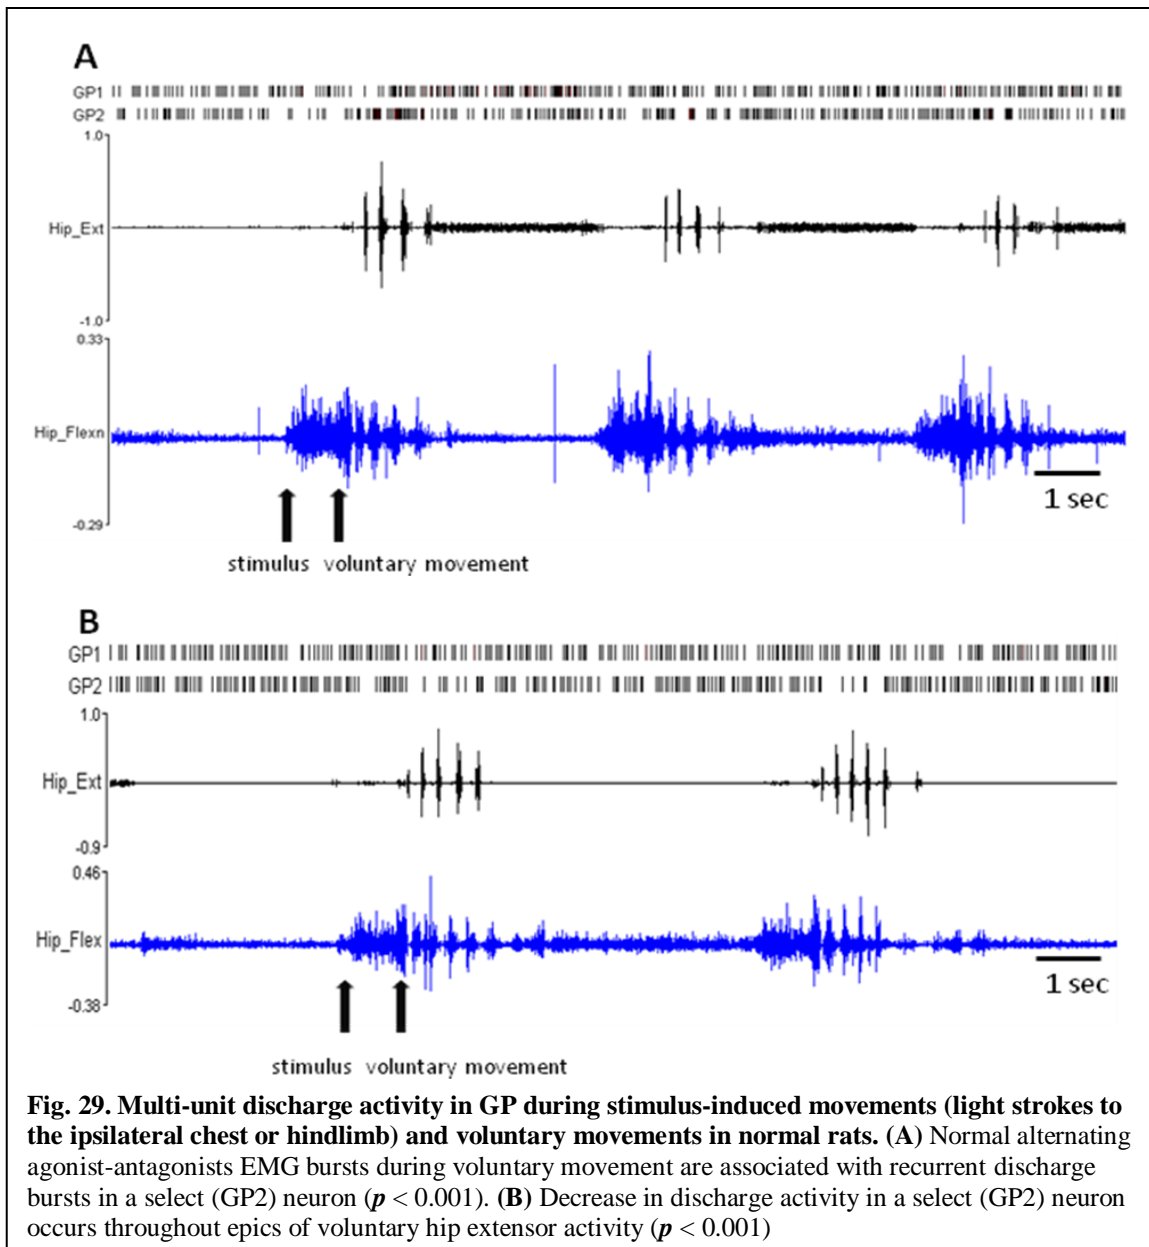 A
GP1
GP2
1.0
Hip_Ext
-1.0
0.33
Hip_Flexn
-0.29
1 sec
stimulus voluntary movement
B
GP1
GP2
1.0
Hip_Ext
-0.9
0.46
Hip_Flex
-0.38
1 sec
stimulus voluntary movement
Fig. 29. Multi-unit discharge activity in GP during stimulus-induced movements (light strokes to
the ipsilateral chest or hindlimb) and voluntary movements in normal rats. (A) Normal alternating
agonist-antagonists EMG bursts during voluntary movement are associated with recurrent discharge
bursts in a select (GP2) neuron (p < 0.001). (B) Decrease in discharge activity in a select (GP2) neuron
occurs throughout epics of voluntary hip extensor activity (p < 0.001)